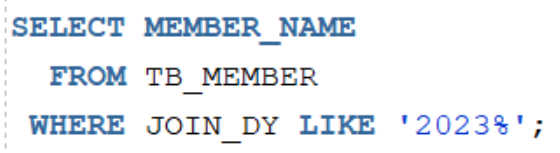 SELECT MEMBER_NAME
FROM TB_MEMBER
WHERE JOIN_DY LIKE '2023%';